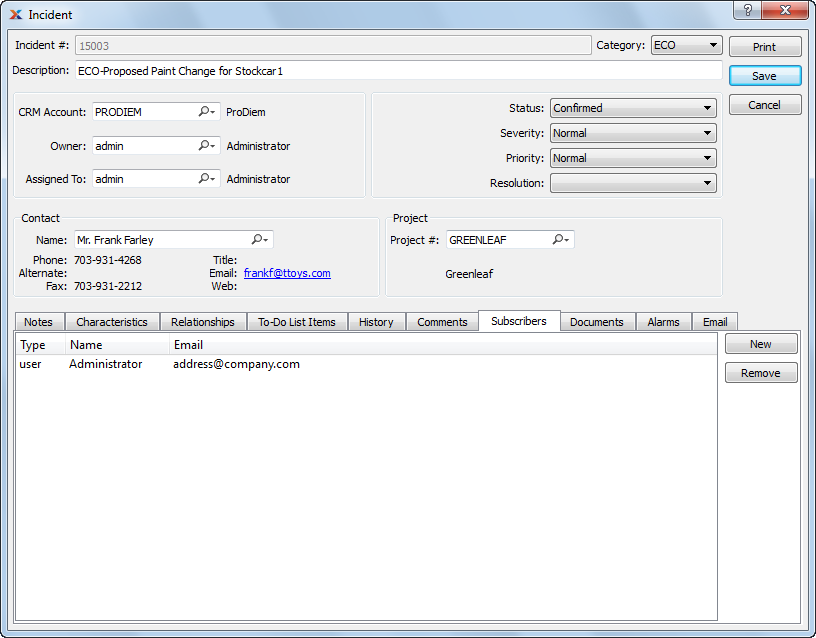 Incident
Incident #: 15003 Category: ECO Print
Description: ECO-Proposed Paint Change for Stockcar1 Save
Cancel
CRM Account: PRODIEM ProDiem
Owner: admin Administrator
Assigned To: admin Administrator
Status: Confirmed
Severity: Normal
Priority: Normal
Resolution:
Contact
Name: Mr. Frank Farley
Phone: 703-931-4268 Title:
Alternate: Email: frankf@ttoys.com
Fax: 703-931-2212 Web:
Project
Project #: GREENLEAF
Greenleaf
Notes Characteristics Relationships To-Do List Items History Comments Subscribers Documents Alarms Email
Type Name Email New
user Administrator address@company.com Remove